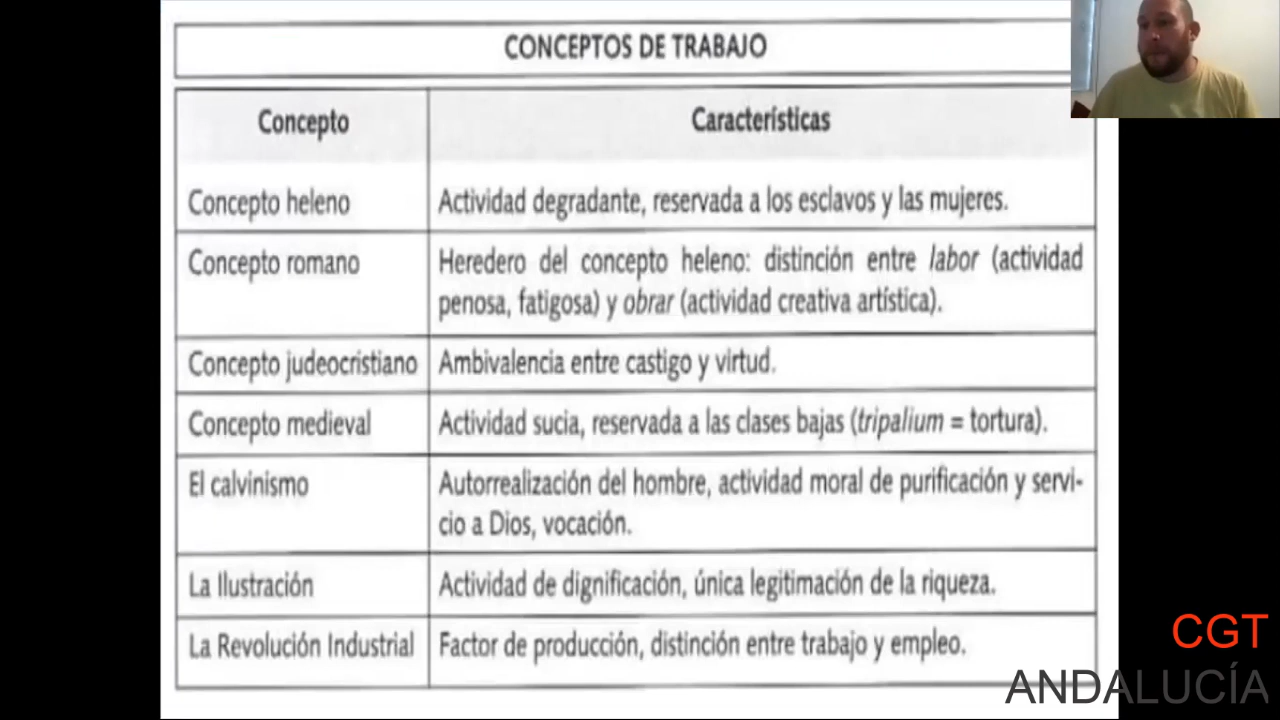 CONCEPTOS DE TRABAJO
Concepto
Características
Concepto heleno
Actividad degradante, reservada a los esclavos y las mujeres.
Concepto romano
Heredero del concepto heleno: distinción entre labor (actividad
penosa, fatigosa) y obrar (actividad creativa artística).
Concepto judeocristiano
Ambivalencia entre castigo y virtud.
Concepto medieval
Actividad sucia, reservada a las clases bajas (tripalium = tortura).
El calvinismo
Autorrealización del hombre, actividad moral de purificación y servi-
cio a Dios, vocación.
La Ilustración
Actividad de dignificación, única legitimación de la riqueza.
La Revolución Industrial
Factor de producción, distinción entre trabajo y empleo.
CGT
ANDALUCÍA